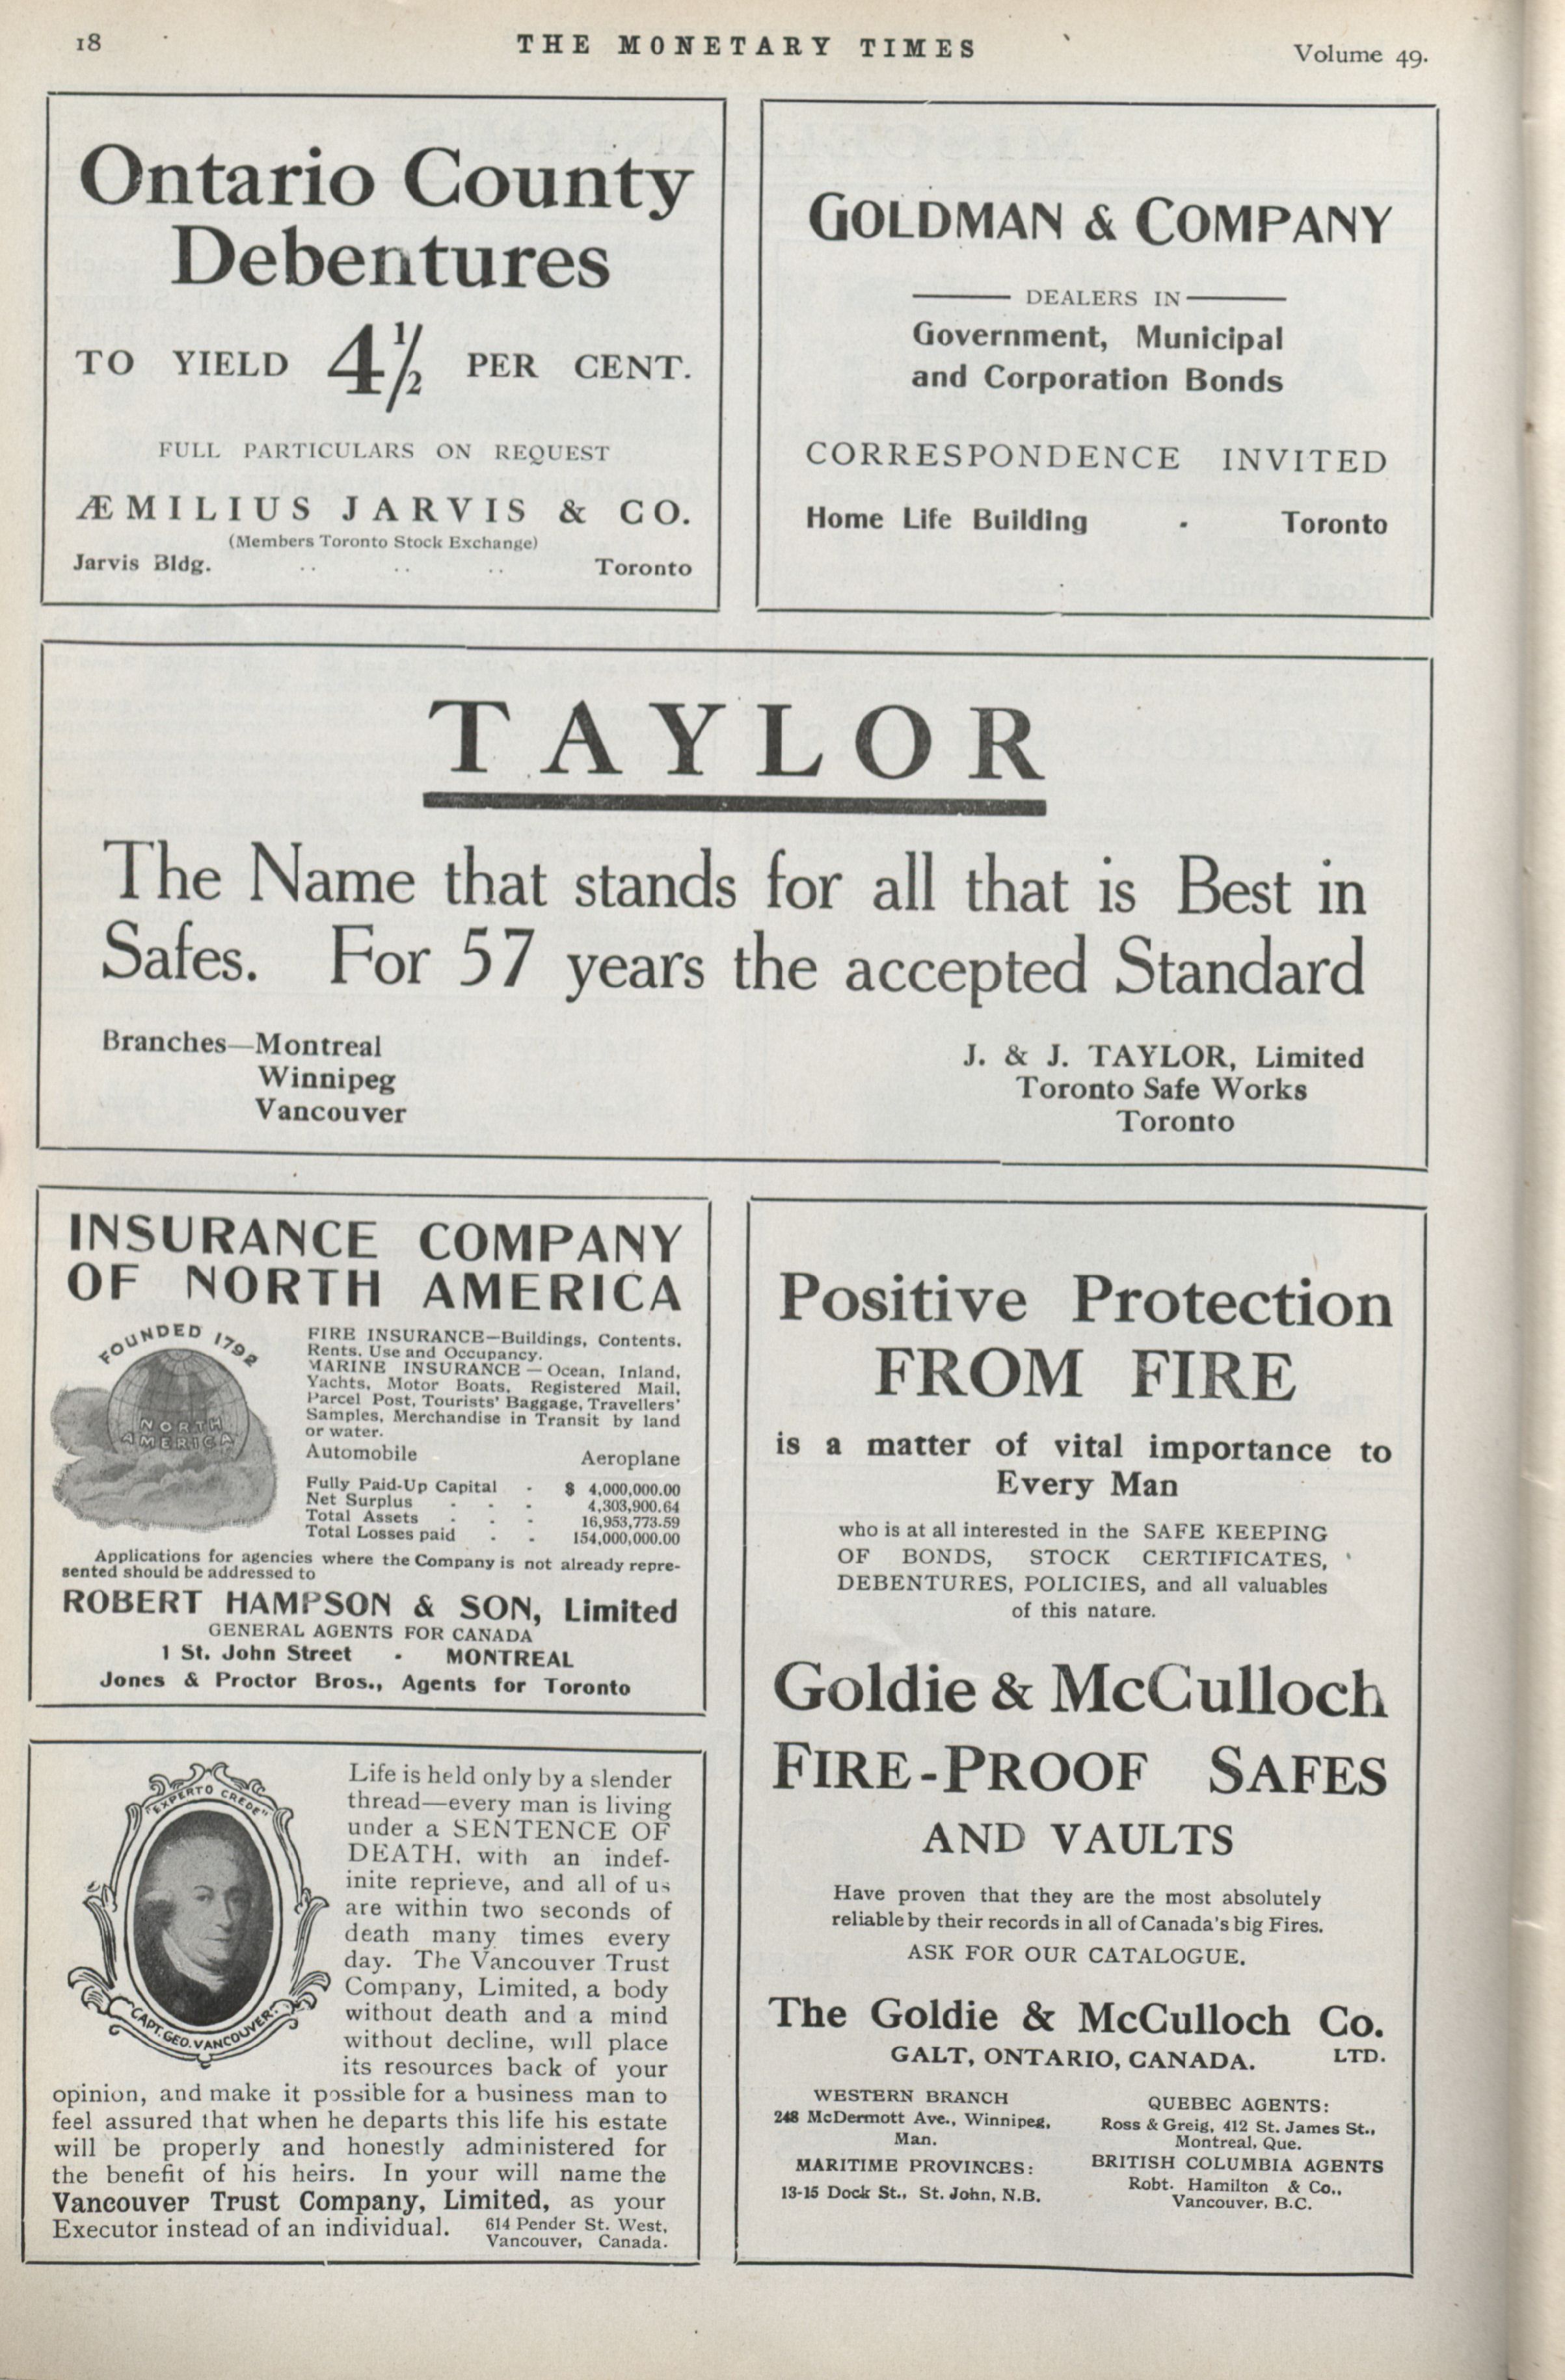 18
THE MONETARY TIMES
Volume 49.
Ontario County
Debentures
TO YIELD 4½ PER CENT.
FULL PARTICULARS ON REQUEST
ÆMILIUS JARVIS & CO.
(Members Toronto Stock Exchange)
Jarvis Bldg. .. .. .. Toronto
GOLDMAN & COMPANY
DEALERS IN
Government, Municipal
and Corporation Bonds
CORRESPONDENCE INVITED
Home Life Building - Toronto
TAYLOR
The Name that stands for all that is Best in
Safes. For 57 years the accepted Standard
Branches—Montreal
Winnipeg
Vancouver
J. & J. TAYLOR, Limited
Toronto Safe Works
Toronto
INSURANCE COMPANY
OF NORTH AMERICA
FOUNDED 1792
NORTH
AMERICA
FIRE INSURANCE—Buildings, Contents,
Rents, Use and Occupancy.
MARINE INSURANCE — Ocean, Inland,
Yachts, Motor Boats, Registered Mail,
Parcel Post, Tourists' Baggage, Travellers'
Samples, Merchandise in Transit by land
or water.
Automobile Aeroplane
Fully Paid-Up Capital - $ 4,000,000.00
Net Surplus - - - 4,303,900.64
Total Assets - - - 16,953,773.59
Total Losses paid - - 154,000,000.00
Applications for agencies where the Company is not already repre-
sented should be addressed to
ROBERT HAMPSON & SON, Limited
GENERAL AGENTS FOR CANADA
1 St. John Street - MONTREAL
Jones & Proctor Bros., Agents for Toronto
"EXPERTO CREDE"
CAPT. GEO. VANCOUVER.
Life is held only by a slender
thread—every man is living
under a SENTENCE OF
DEATH, with an indef-
inite reprieve, and all of us
are within two seconds of
death many times every
day. The Vancouver Trust
Company, Limited, a body
without death and a mind
without decline, will place
its resources back of your
opinion, and make it possible for a business man to
feel assured that when he departs this life his estate
will be properly and honestly administered for
the benefit of his heirs. In your will name the
Vancouver Trust Company, Limited, as your
Executor instead of an individual. 614 Pender St. West,
Vancouver, Canada.
Positive Protection
FROM FIRE
is a matter of vital importance to
Every Man
who is at all interested in the SAFE KEEPING
OF BONDS, STOCK CERTIFICATES,
DEBENTURES, POLICIES, and all valuables
of this nature.
Goldie & McCulloch
FIRE-PROOF SAFES
AND VAULTS
Have proven that they are the most absolutely
reliable by their records in all of Canada's big Fires.
ASK FOR OUR CATALOGUE.
The Goldie & McCulloch Co.
GALT, ONTARIO, CANADA. LTD.
WESTERN BRANCH
248 McDermott Ave., Winnipeg,
Man.
MARITIME PROVINCES:
13-15 Dock St., St. John, N.B.
QUEBEC AGENTS:
Ross & Greig, 412 St. James St.,
Montreal, Que.
BRITISH COLUMBIA AGENTS
Robt. Hamilton & Co.,
Vancouver, B.C.